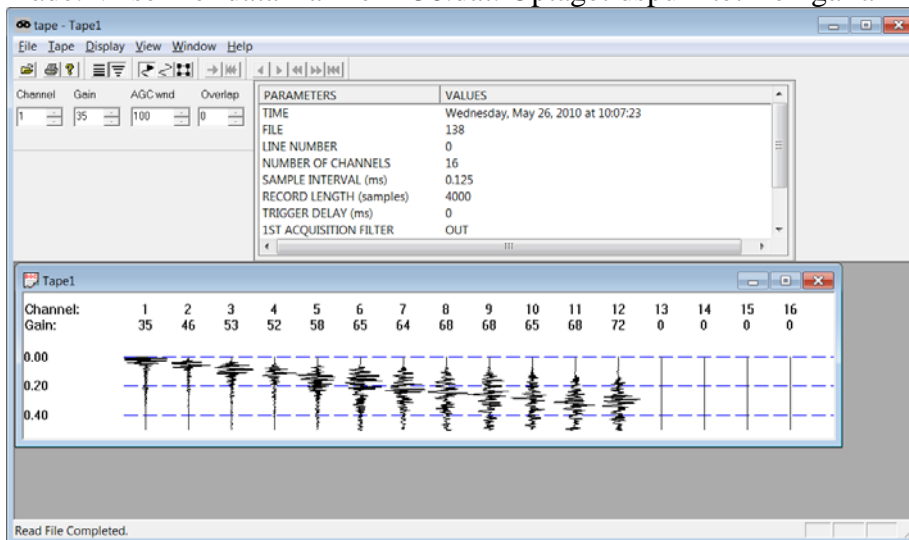 tape - Tape1
File Tape Display View Window Help
Channel Gain AGC wnd Overlap
1 35 100 0
PARAMETERS VALUES
TIME Wednesday, May 26, 2010 at 10:07:23
FILE 138
LINE NUMBER 0
NUMBER OF CHANNELS 16
SAMPLE INTERVAL (ms) 0.125
RECORD LENGTH (samples) 4000
TRIGGER DELAY (ms) 0
1ST ACQUISITION FILTER OUT
Tape1
Channel: 1 2 3 4 5 6 7 8 9 10 11 12 13 14 15 16
Gain: 35 46 53 52 58 65 64 68 68 65 68 72 0 0 0 0
0.00
0.20
0.40
Read File Completed.